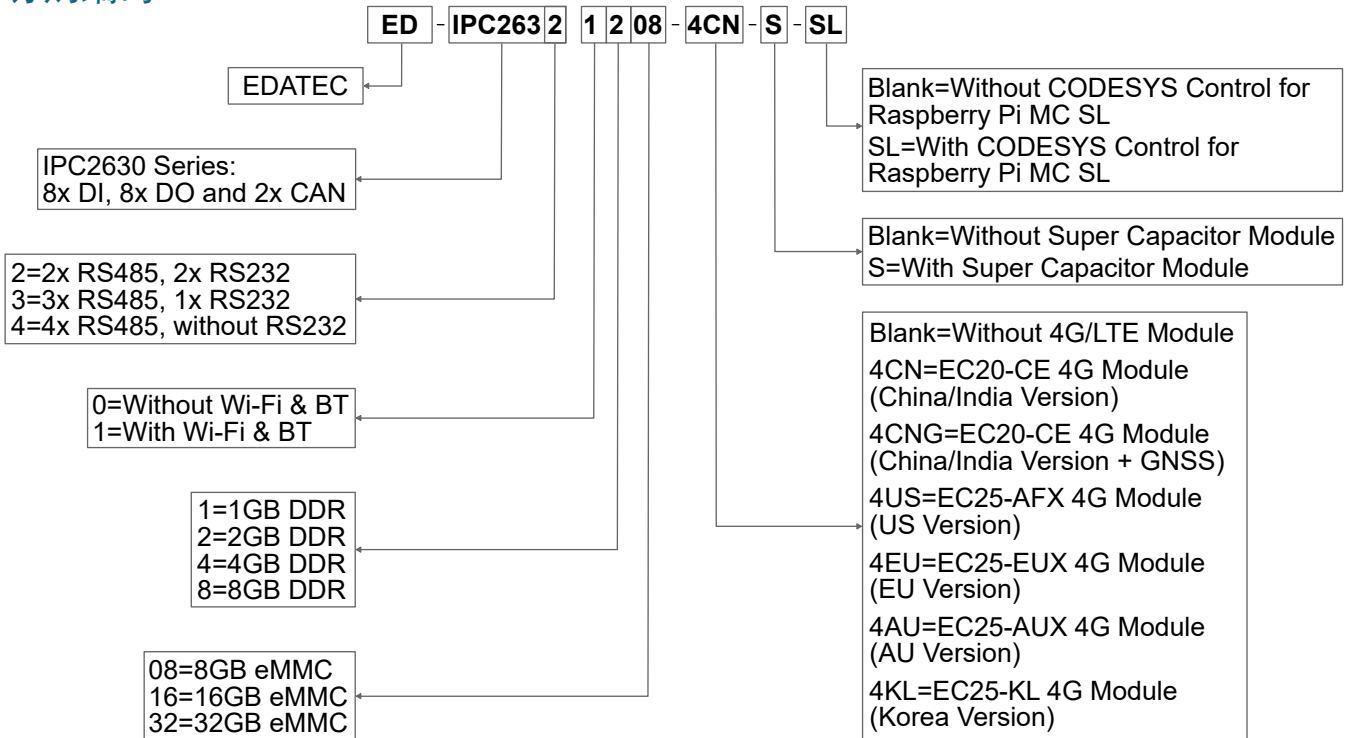 ED - IPC263 2 1 2 08 - 4CN - S - SL
EDATEC
IPC2630 Series:
8x DI, 8x DO and 2x CAN
2=2x RS485, 2x RS232
3=3x RS485, 1x RS232
4=4x RS485, without RS232
0=Without Wi-Fi & BT
1=With Wi-Fi & BT
1=1GB DDR
2=2GB DDR
4=4GB DDR
8=8GB DDR
08=8GB eMMC
16=16GB eMMC
32=32GB eMMC
Blank=Without CODESYS Control for
Raspberry Pi MC SL
SL=With CODESYS Control for
Raspberry Pi MC SL
Blank=Without Super Capacitor Module
S=With Super Capacitor Module
Blank=Without 4G/LTE Module
4CN=EC20-CE 4G Module
(China/India Version)
4CNG=EC20-CE 4G Module
(China/India Version + GNSS)
4US=EC25-AFX 4G Module
(US Version)
4EU=EC25-EUX 4G Module
(EU Version)
4AU=EC25-AUX 4G Module
(AU Version)
4KL=EC25-KL 4G Module
(Korea Version)